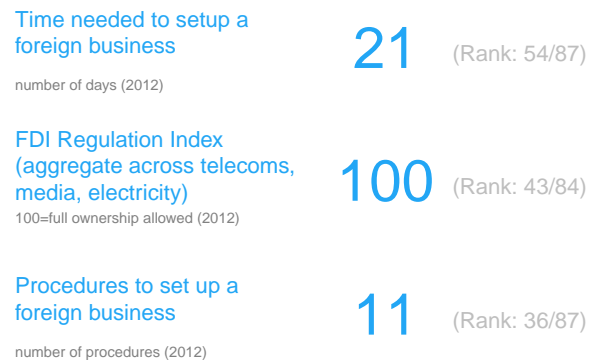 Time needed to setup a
foreign business
number of days (2012)
21
(Rank: 54/87)
FDI Regulation Index
(aggregate across telecoms,
media, electricity)
100=full ownership allowed (2012)
100
(Rank: 43/84)
Procedures to set up a
foreign business
number of procedures (2012)
11
(Rank: 36/87)